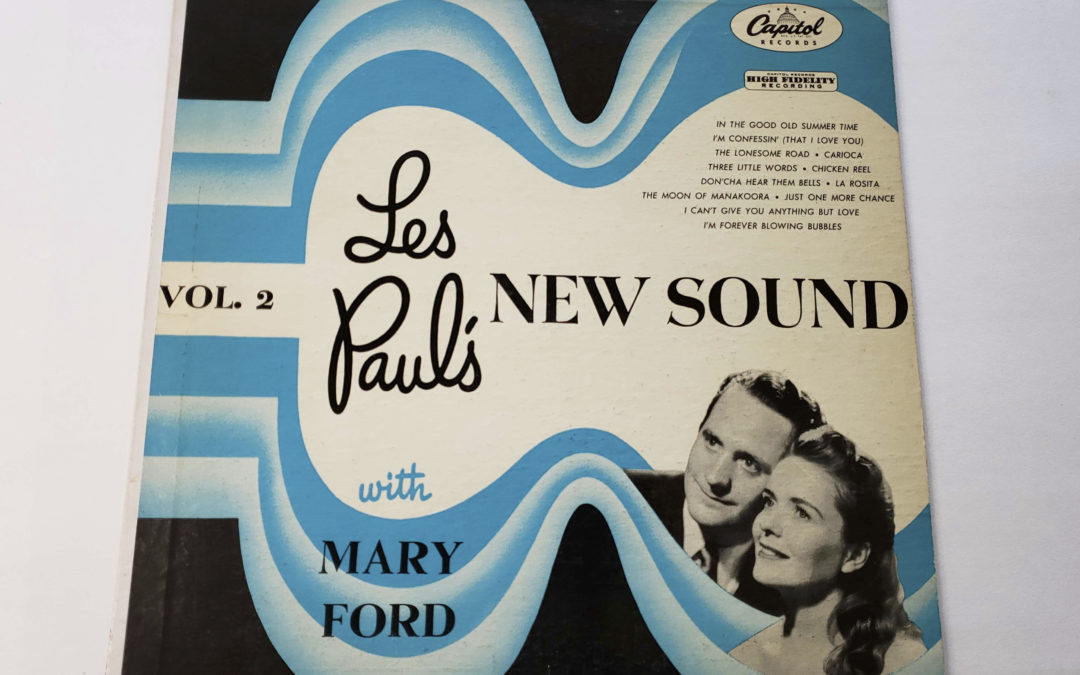 Capitol
RECORDS
CAPITOL RECORDS
HIGH FIDELITY
RECORDING
IN THE GOOD OLD SUMMER TIME
I'M CONFESSIN' (THAT I LOVE YOU)
THE LONESOME ROAD • CARIOCA
THREE LITTLE WORDS • CHICKEN REEL
DON'CHA HEAR THEM BELLS • LA ROSITA
THE MOON OF MANAKOORA • JUST ONE MORE CHANCE
I CAN'T GIVE YOU ANYTHING BUT LOVE
I'M FOREVER BLOWING BUBBLES
VOL. 2
Les
Paul's
NEW SOUND
with
MARY
FORD